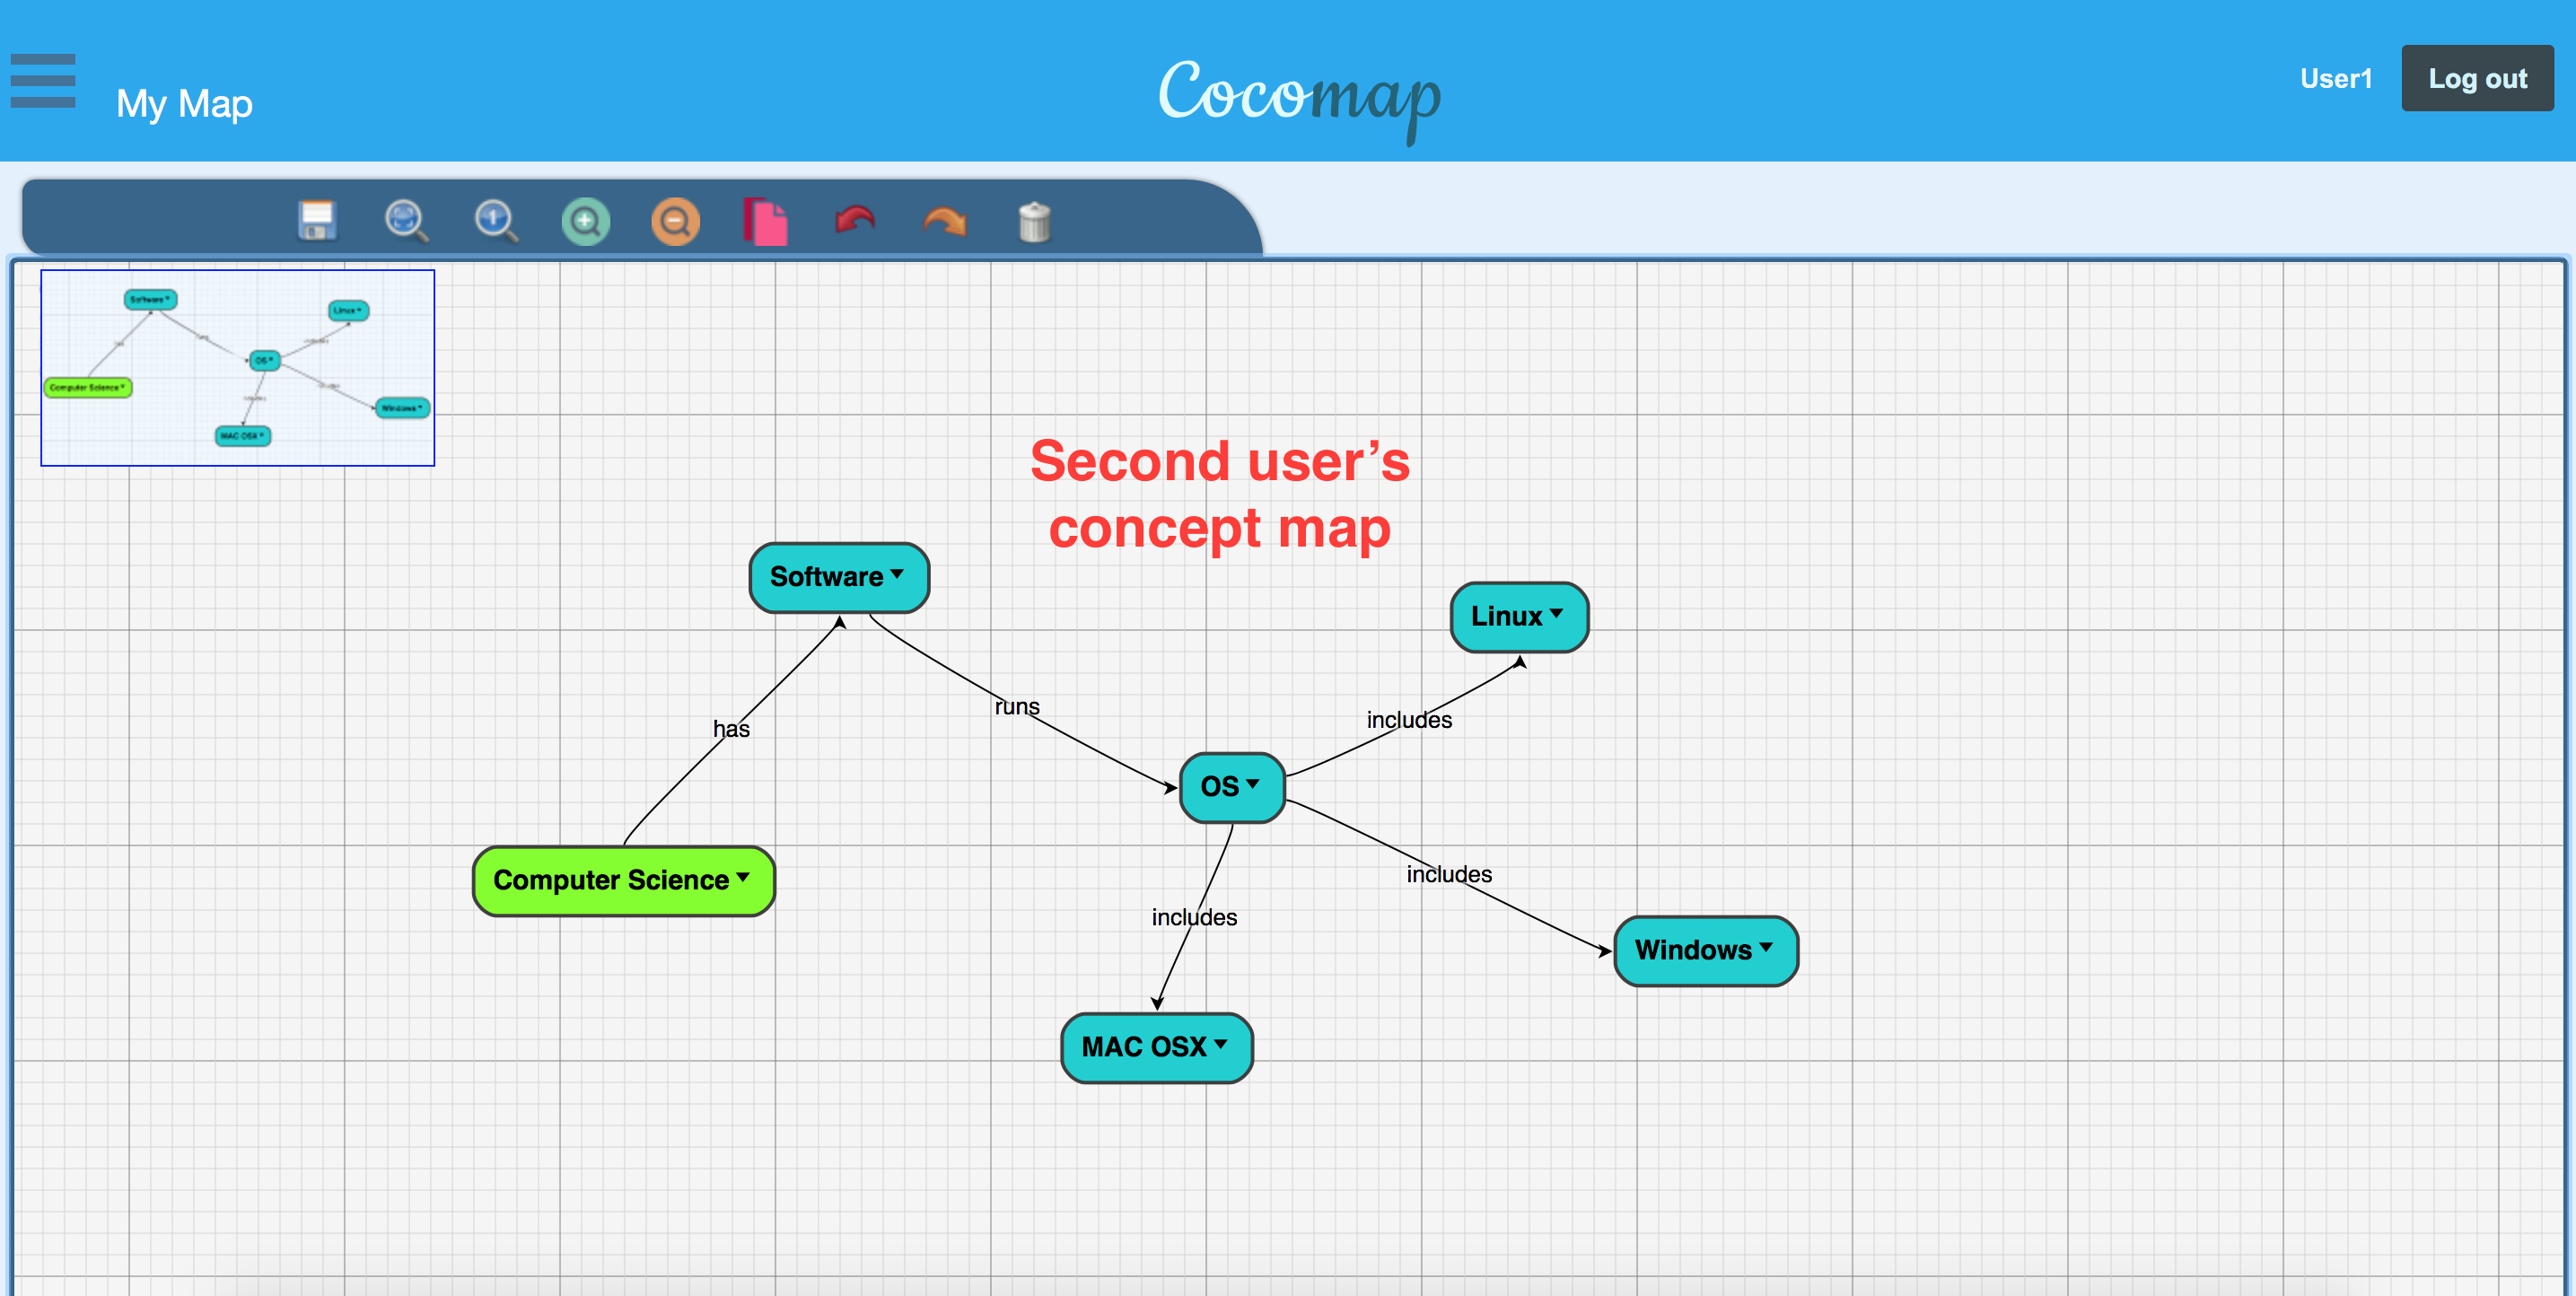 My Map
Cocomap
User1
Log out
1
Software
Linux
OS
Computer Science
Windows
MAC OSX
Second user’s
concept map
Software
Linux
runs
includes
has
OS
includes
Computer Science
includes
Windows
MAC OSX